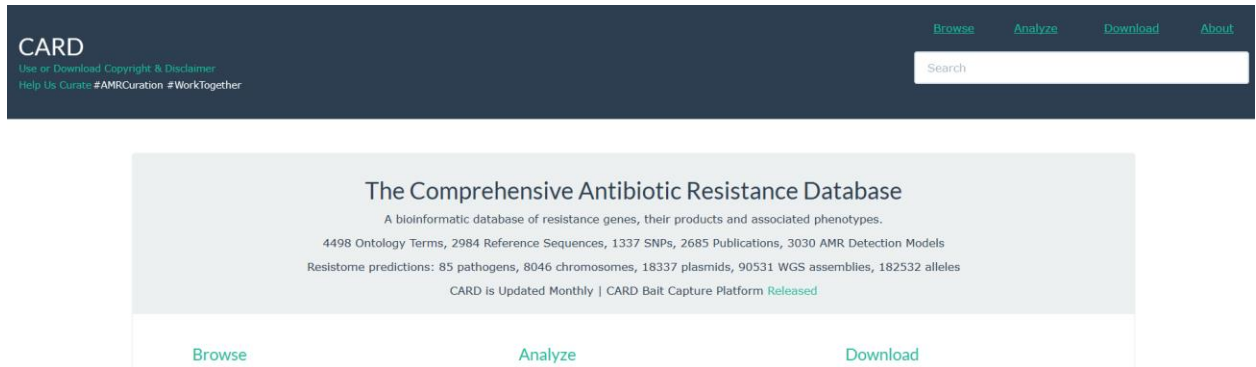 CARD
Use or Download Copyright & Disclaimer
Help Us Curate #AMRCuration #WorkTogether
Browse Analyze Download About
Search
The Comprehensive Antibiotic Resistance Database
A bioinformatic database of resistance genes, their products and associated phenotypes.
4498 Ontology Terms, 2984 Reference Sequences, 1337 SNPs, 2685 Publications, 3030 AMR Detection Models
Resistome predictions: 85 pathogens, 8046 chromosomes, 18337 plasmids, 90531 WGS assemblies, 182532 alleles
CARD is Updated Monthly | CARD Bait Capture Platform Released
Browse Analyze Download